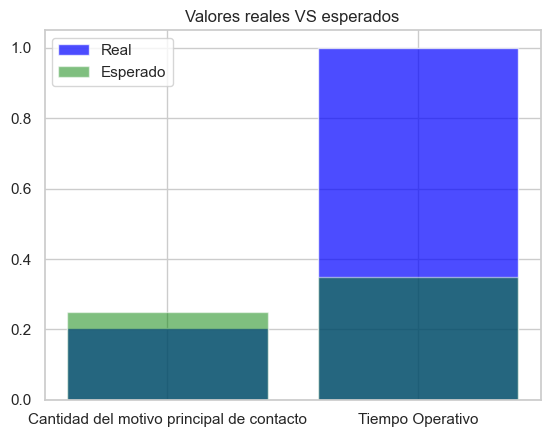 Valores reales VS esperados
Real
Esperado
1.0
0.8
0.6
0.4
0.2
0.0
Cantidad del motivo principal de contacto
Tiempo Operativo